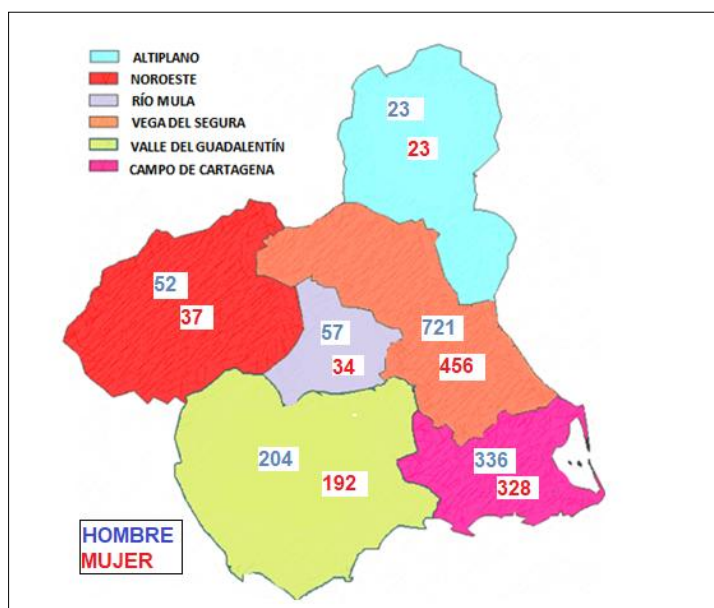 ALTIPLANO
NOROESTE
RÍO MULA
VEGA DEL SEGURA
VALLE DEL GUADALENTÍN
CAMPO DE CARTAGENA
23
23
52
37
57
34
721
456
204
192
336
328
HOMBRE
MUJER